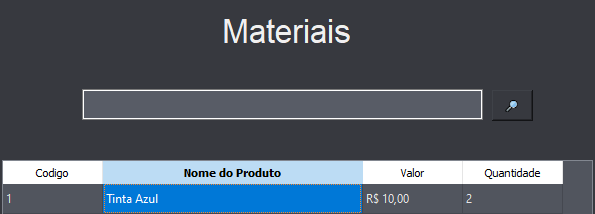 Materiais
Codigo Nome do Produto Valor Quantidade
1 Tinta Azul R$ 10,00 2